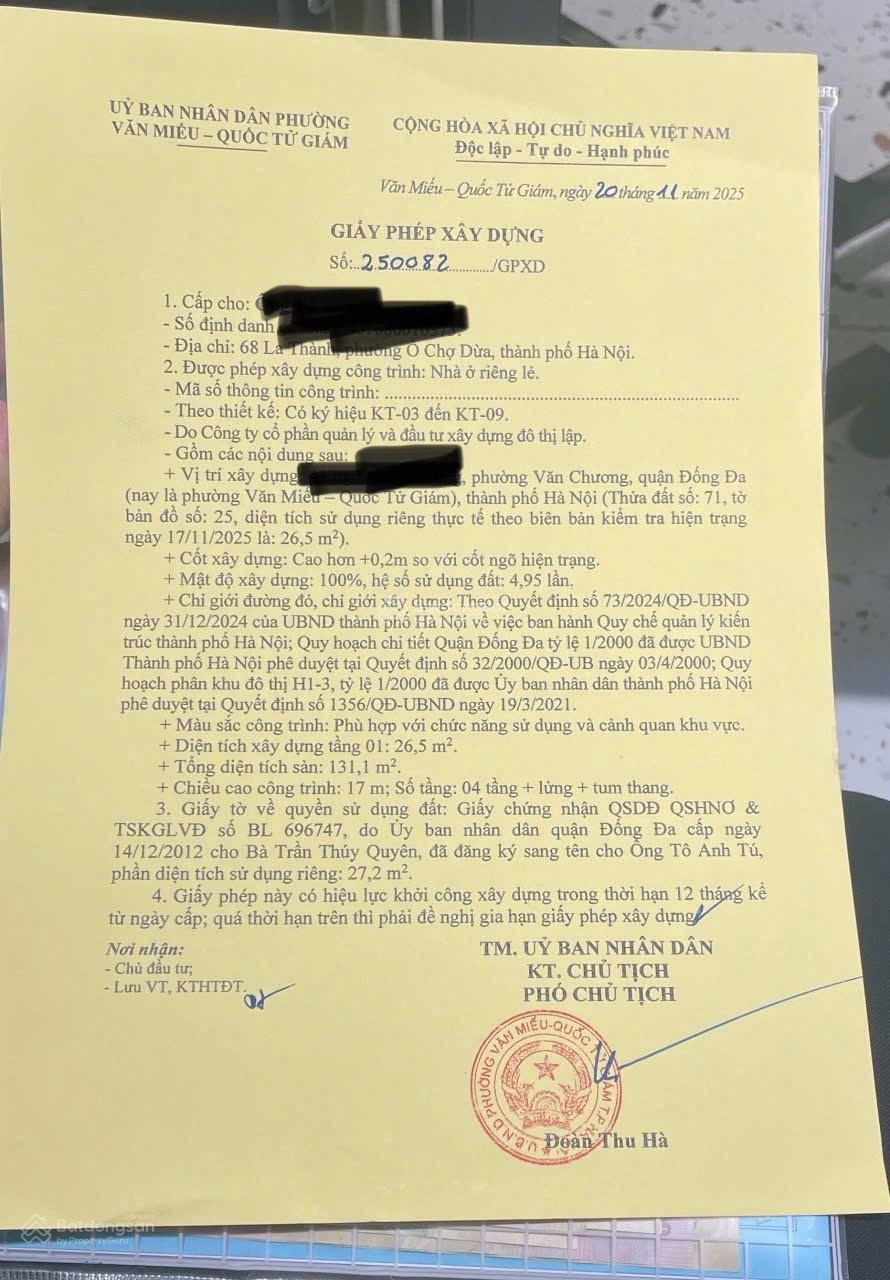 UỶ BAN NHÂN DÂN PHƯỜNG
VĂN MIẾU – QUỐC TỬ GIÁM
CỘNG HÒA XÃ HỘI CHỦ NGHĨA VIỆT NAM
Độc lập - Tự do - Hạnh phúc
Văn Miếu – Quốc Tử Giám, ngày 20 tháng 11 năm 2025
GIẤY PHÉP XÂY DỰNG
Số: 250082 /GPXD
1. Cấp cho:
- Số định danh
- Địa chỉ: 68 La Thành, phường Ô Chợ Dừa, thành phố Hà Nội.
2. Được phép xây dựng công trình: Nhà ở riêng lẻ.
- Mã số thông tin công trình:
- Theo thiết kế: Có ký hiệu KT-03 đến KT-09.
- Do Công ty cổ phần quản lý và đầu tư xây dựng đô thị lập.
- Gồm các nội dung sau:
+ Vị trí xây dựng , phường Văn Chương, quận Đống Đa
(nay là phường Văn Miếu – Quốc Tử Giám), thành phố Hà Nội (Thửa đất số: 71, tờ
bản đồ số: 25, diện tích sử dụng riêng thực tế theo biên bản kiểm tra hiện trạng
ngày 17/11/2025 là: 26,5 m²).
+ Cốt xây dựng: Cao hơn +0,2m so với cốt ngõ hiện trạng.
+ Mật độ xây dựng: 100%, hệ số sử dụng đất: 4,95 lần.
+ Chỉ giới đường đỏ, chỉ giới xây dựng: Theo Quyết định số 73/2024/QĐ-UBND
ngày 31/12/2024 của UBND thành phố Hà Nội về việc ban hành Quy chế quản lý kiến
trúc thành phố Hà Nội; Quy hoạch chi tiết Quận Đống Đa tỷ lệ 1/2000 đã được UBND
Thành phố Hà Nội phê duyệt tại Quyết định số 32/2000/QĐ-UB ngày 03/4/2000; Quy
hoạch phân khu đô thị H1-3, tỷ lệ 1/2000 đã được Ủy ban nhân dân thành phố Hà Nội
phê duyệt tại Quyết định số 1356/QĐ-UBND ngày 19/3/2021.
+ Màu sắc công trình: Phù hợp với chức năng sử dụng và cảnh quan khu vực.
+ Diện tích xây dựng tầng 01: 26,5 m².
+ Tổng diện tích sàn: 131,1 m².
+ Chiều cao công trình: 17 m; Số tầng: 04 tầng + lửng + tum thang.
3. Giấy tờ về quyền sử dụng đất: Giấy chứng nhận QSDĐ QSHNƠ &
TSKGLVĐ số BL 696747, do Ủy ban nhân dân quận Đống Đa cấp ngày
14/12/2012 cho Bà Trần Thúy Quyên, đã đăng ký sang tên cho Ông Tô Anh Tú,
phần diện tích sử dụng riêng: 27,2 m².
4. Giấy phép này có hiệu lực khởi công xây dựng trong thời hạn 12 tháng kể
từ ngày cấp; quá thời hạn trên thì phải đề nghị gia hạn giấy phép xây dựng
Nơi nhận:
- Chủ đầu tư;
- Lưu VT, KTHTĐT.
TM. UỶ BAN NHÂN DÂN
KT. CHỦ TỊCH
PHÓ CHỦ TỊCH
U.B.N.D PHƯỜNG VĂN MIẾU-QUỐC TỬ GIÁM T.P HÀ NỘI
Đoàn Thu Hà
Batdongsan
by PropertyGuru